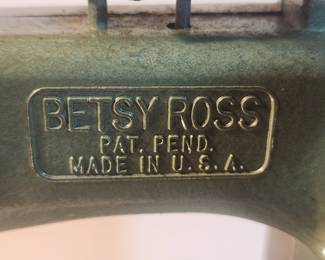 BETSY ROSS
PAT. PEND.
MADE IN U.S.A.